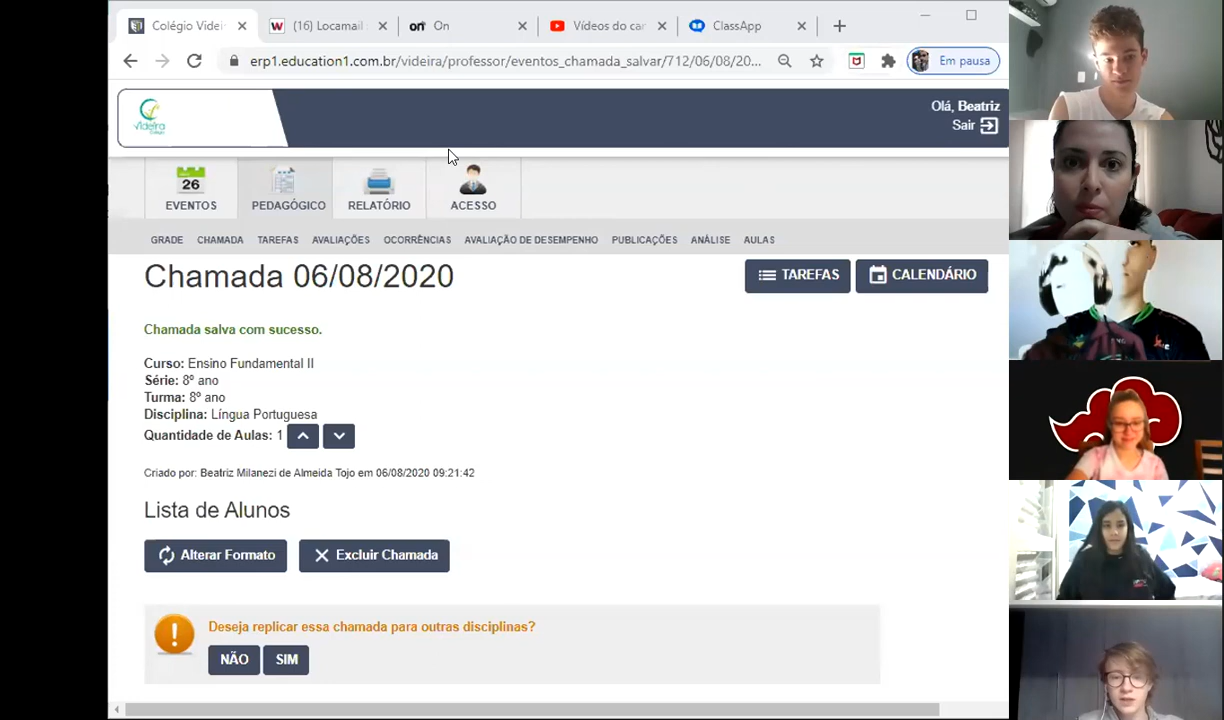 Colégio Videi
(16) Locamail
On
Vídeos do car
ClassApp
erp1.education1.com.br/videira/professor/eventos_chamada_salvar/712/06/08/20...
Em pausa
Videira
Olá, Beatriz
Sair
26
EVENTOS
PEDAGÓGICO
RELATÓRIO
ACESSO
GRADE CHAMADA TAREFAS AVALIAÇÕES OCORRÊNCIAS AVALIAÇÃO DE DESEMPENHO PUBLICAÇÕES ANÁLISE AULAS
Chamada 06/08/2020
TAREFAS
CALENDÁRIO
Chamada salva com sucesso.
Curso: Ensino Fundamental II
Série: 8º ano
Turma: 8º ano
Disciplina: Língua Portuguesa
Quantidade de Aulas: 1
Criado por: Beatriz Milanezi de Almeida Tojo em 06/08/2020 09:21:42
Lista de Alunos
Alterar Formato
Excluir Chamada
Deseja replicar essa chamada para outras disciplinas?
NÃO
SIM